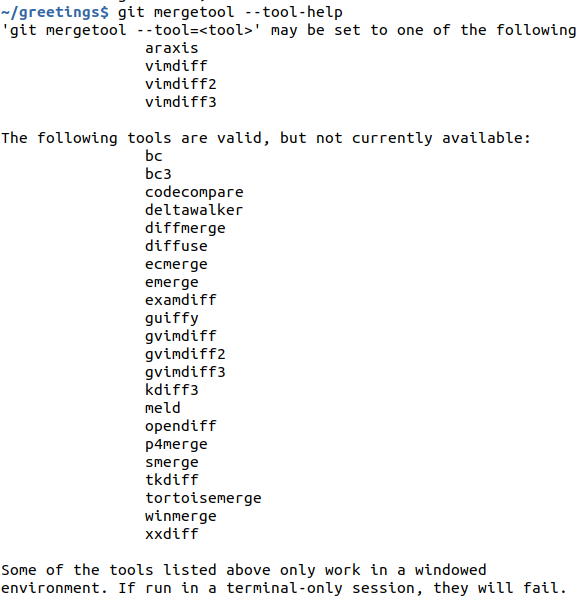 ~/greetings$ git mergetool --tool-help
'git mergetool --tool=<tool>' may be set to one of the following
araxis
vimdiff
vimdiff2
vimdiff3
The following tools are valid, but not currently available:
bc
bc3
codecompare
deltawalker
diffmerge
diffuse
ecmerge
emerge
examdiff
guiffy
gvimdiff
gvimdiff2
gvimdiff3
kdiff3
meld
opendiff
p4merge
smerge
tkdiff
tortoisemerge
winmerge
xxdiff
Some of the tools listed above only work in a windowed
environment. If run in a terminal-only session, they will fail.